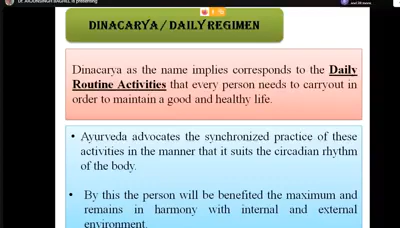 is presenting
DINACARYA / DAILY REGIMEN
Dinacarya as the name implies corresponds to the Daily
Routine Activities that every person needs to carryout in
order to maintain a good and healthy life.
• Ayurveda advocates the synchronized practice of these
activities in the manner that it suits the circadian rhythm
of the body.
• By this the person will be benefited the maximum and
remains in harmony with internal and external
environment.